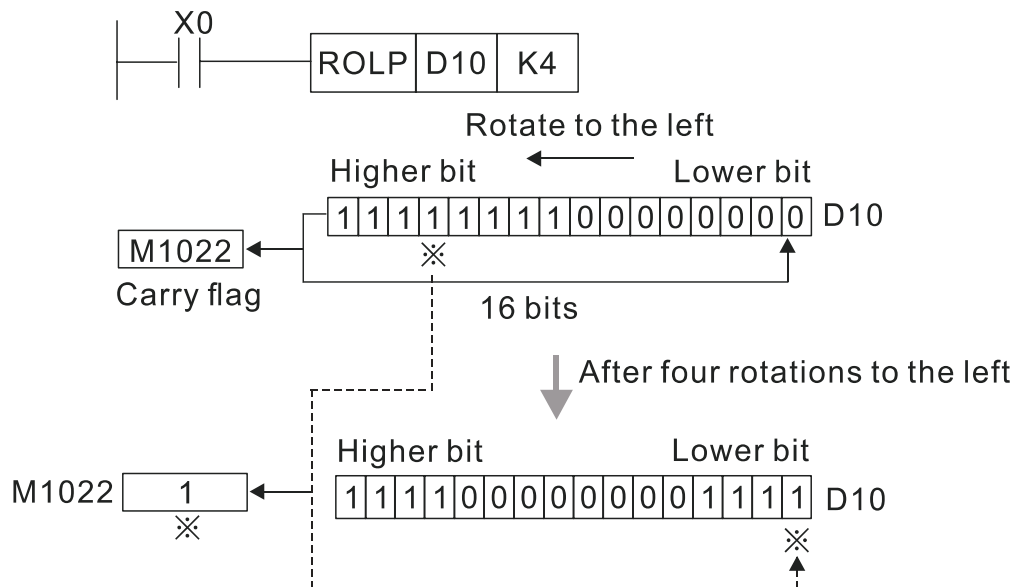 X0
ROLP D10 K4
Rotate to the left
Higher bit Lower bit
1 1 1 1 1 1 1 1 0 0 0 0 0 0 0 0 D10
M1022 ※
Carry flag
16 bits
After four rotations to the left
Higher bit Lower bit
M1022 1 1 1 1 1 0 0 0 0 0 0 0 0 1 1 1 1 D10
※ ※